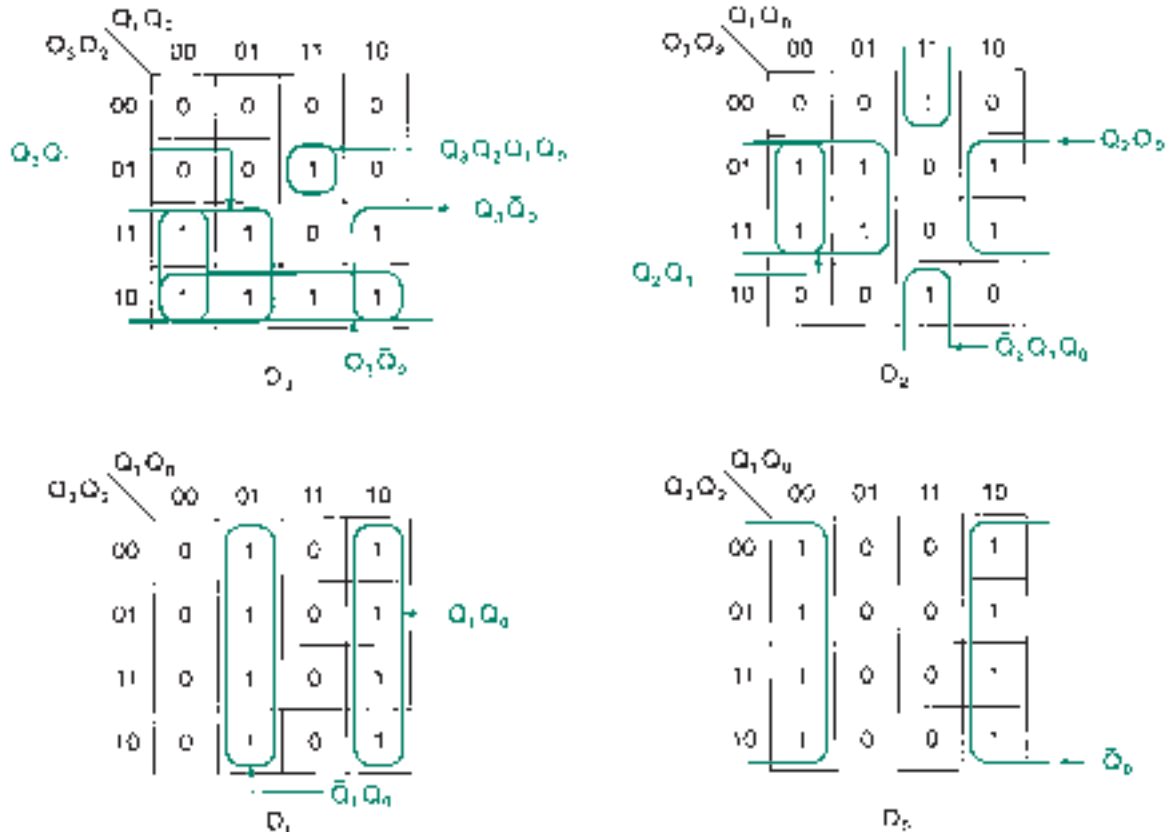 Q₁Q
00 01 11 10
00 0 0 0 0
01 0 0 1 0
Q₃Q₂Q₁Q₀
11 1 1 0 1
Q₃Q̄₀
10 1 1 1 1
Q₃Q̄₀
D₃
Q₁Q₀
00 01 11 10
00 0 0 1 0
01 1 1 0 1
11 1 1 0 1
Q₂Q₁
10 0 0 1 0
Q̄₂Q₁Q₀
D₂
Q₁Q₀
Q₃Q₂
00 01 11 10
00 0 1 0 1
01 0 1 0 1
Q₁Q₀
11 0 1 0 1
10 0 1 0 1
Q̄₁Q₀
D₁
Q₁Q₀
Q₃Q₂
00 01 11 10
00 1 0 0 1
01 1 0 0 1
11 1 0 0 1
10 1 0 0 1
Q̄₀